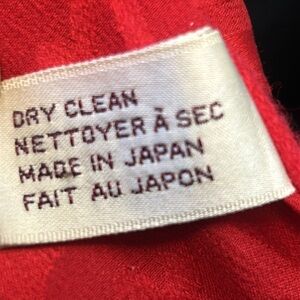 DRY CLEAN
NETTOYER À SEC
MADE IN JAPAN
FAIT AU JAPON